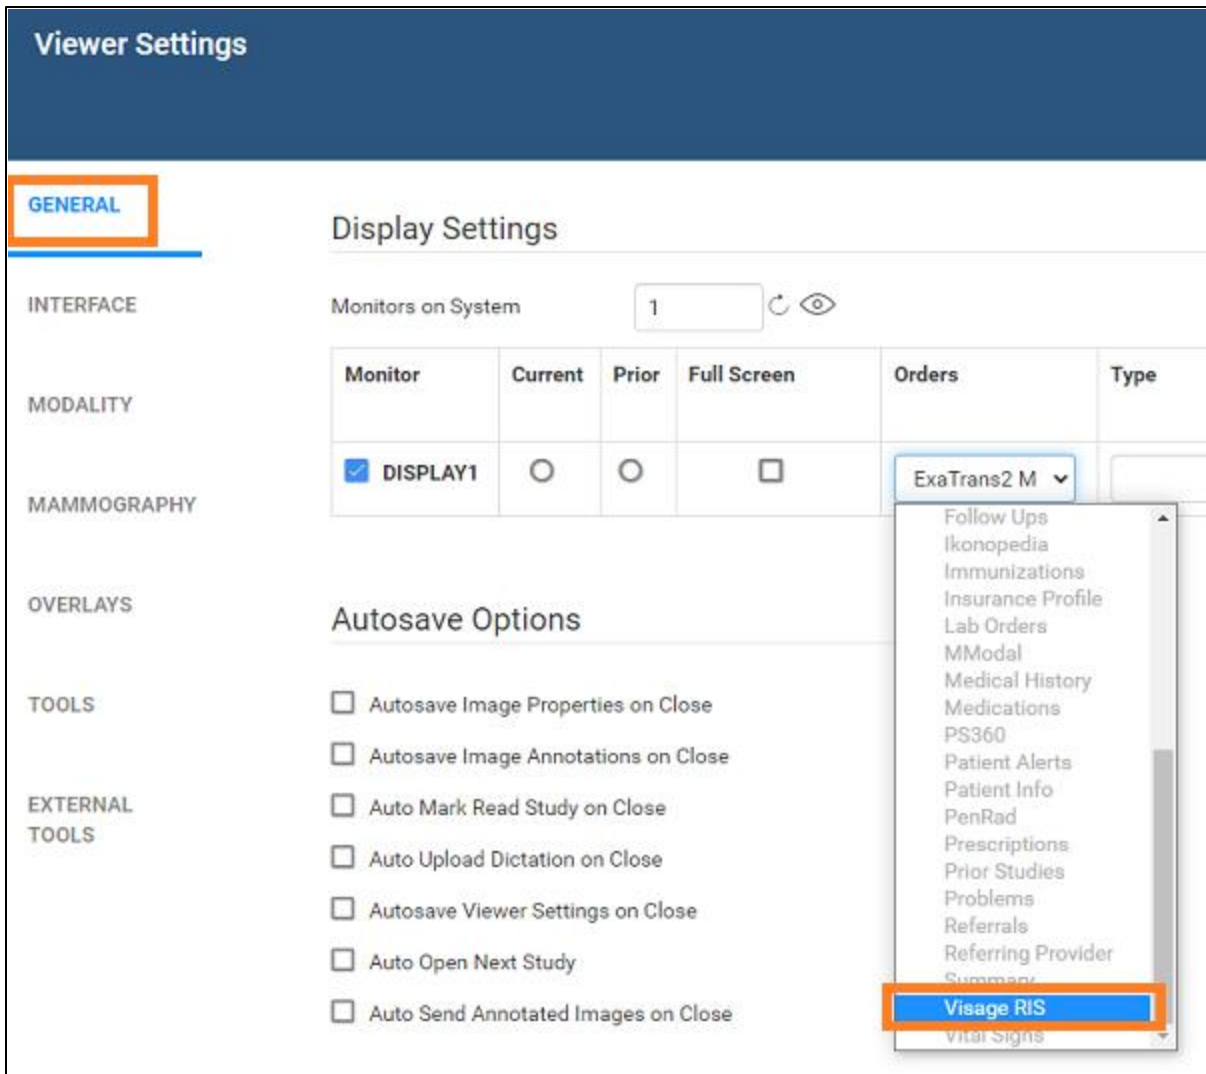 Viewer Settings
GENERAL
INTERFACE
MODALITY
MAMMOGRAPHY
OVERLAYS
TOOLS
EXTERNAL
TOOLS
Display Settings
Monitors on System 1
Monitor Current Prior Full Screen Orders Type
DISPLAY1 ExaTrans2 M
Follow Ups
Ikonopedia
Immunizations
Insurance Profile
Lab Orders
MModal
Medical History
Medications
PS360
Patient Alerts
Patient Info
PenRad
Prescriptions
Prior Studies
Problems
Referrals
Referring Provider
Summary
Visage RIS
Vital Signs
Autosave Options
Autosave Image Properties on Close
Autosave Image Annotations on Close
Auto Mark Read Study on Close
Auto Upload Dictation on Close
Autosave Viewer Settings on Close
Auto Open Next Study
Auto Send Annotated Images on Close